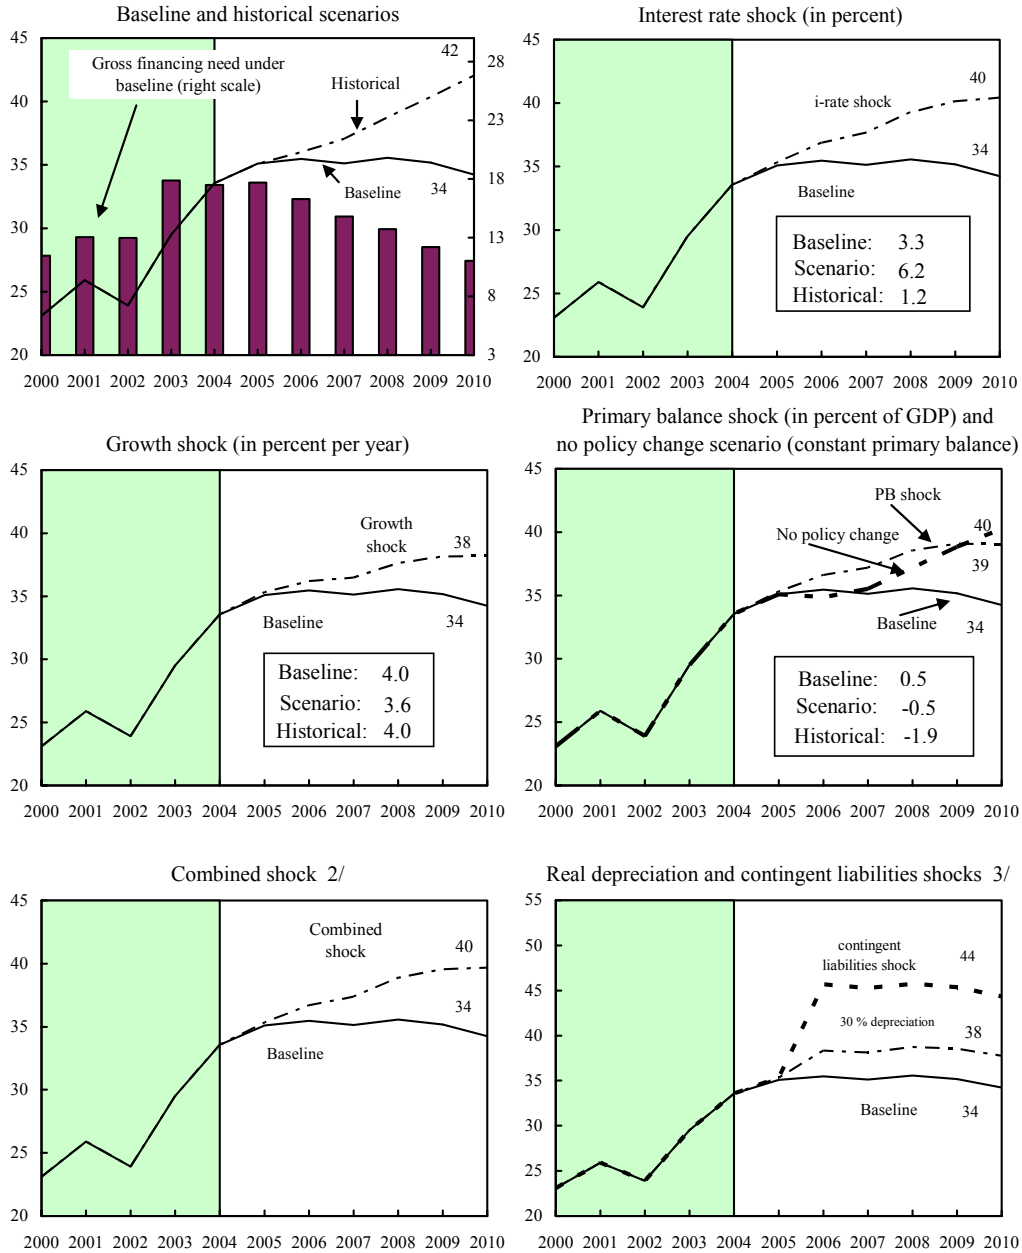 Baseline and historical scenarios
45
40
35
30
25
20
28
23
18
13
8
3
Gross financing need under
baseline (right scale)
42
Historical
Baseline
34
2000 2001 2002 2003 2004 2005 2006 2007 2008 2009 2010
Interest rate shock (in percent)
45
40
35
30
25
20
40
i-rate shock
34
Baseline
Baseline: 3.3
Scenario: 6.2
Historical: 1.2
2000 2001 2002 2003 2004 2005 2006 2007 2008 2009 2010
Growth shock (in percent per year)
45
40
35
30
25
20
Growth
shock
38
Baseline
34
Baseline: 4.0
Scenario: 3.6
Historical: 4.0
2000 2001 2002 2003 2004 2005 2006 2007 2008 2009 2010
Primary balance shock (in percent of GDP) and
no policy change scenario (constant primary balance)
45
40
35
30
25
20
PB shock
No policy change
40
39
Baseline
34
Baseline: 0.5
Scenario: -0.5
Historical: -1.9
2000 2001 2002 2003 2004 2005 2006 2007 2008 2009 2010
Combined shock 2/
45
40
35
30
25
20
Combined
shock
40
34
Baseline
2000 2001 2002 2003 2004 2005 2006 2007 2008 2009 2010
Real depreciation and contingent liabilities shocks 3/
55
50
45
40
35
30
25
20
contingent
liabilities shock
44
30 % depreciation
38
Baseline
34
2000 2001 2002 2003 2004 2005 2006 2007 2008 2009 2010